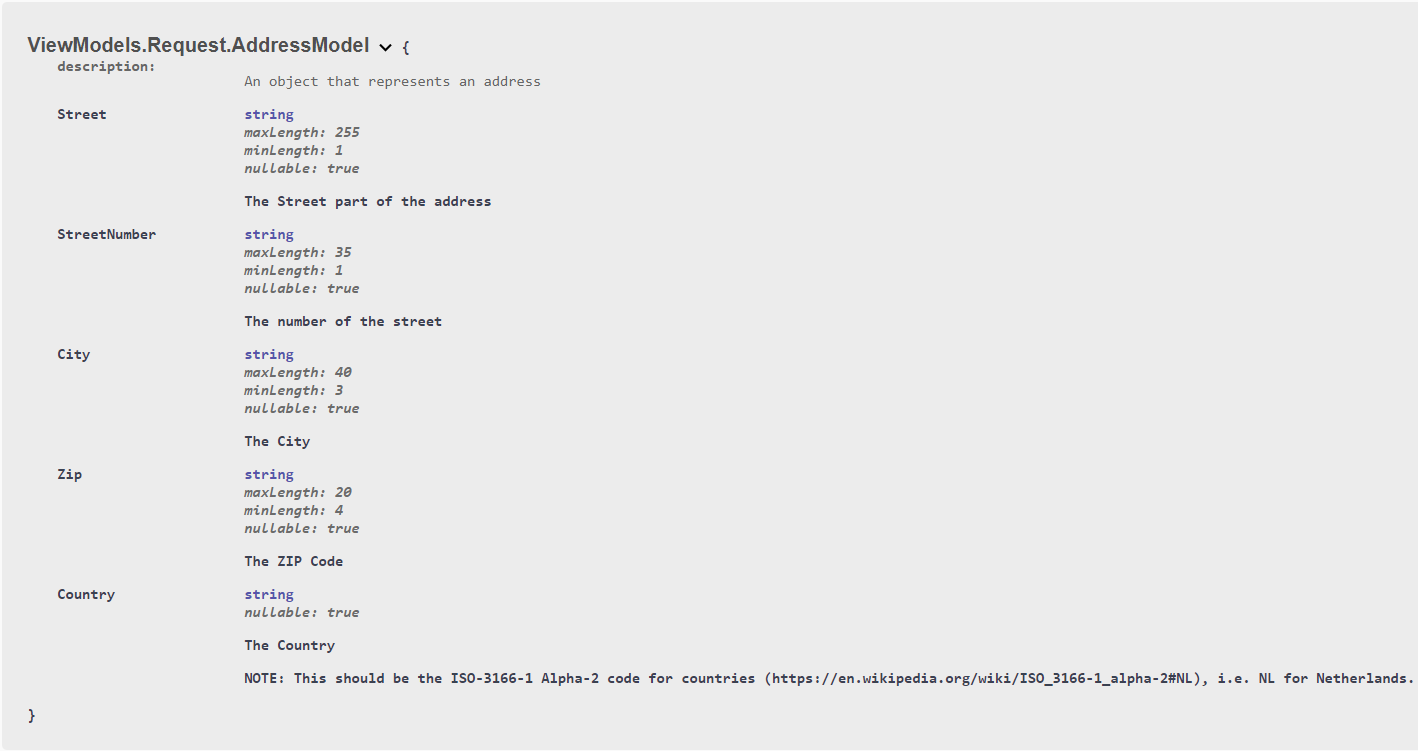 ViewModels.Request.AddressModel {
description:
An object that represents an address
Street string
maxLength: 255
minLength: 1
nullable: true
The Street part of the address
StreetNumber string
maxLength: 35
minLength: 1
nullable: true
The number of the street
City string
maxLength: 40
minLength: 3
nullable: true
The City
Zip string
maxLength: 20
minLength: 4
nullable: true
The ZIP Code
Country string
nullable: true
The Country
NOTE: This should be the ISO-3166-1 Alpha-2 code for countries (https://en.wikipedia.org/wiki/ISO_3166-1_alpha-2#NL), i.e. NL for Netherlands.
}